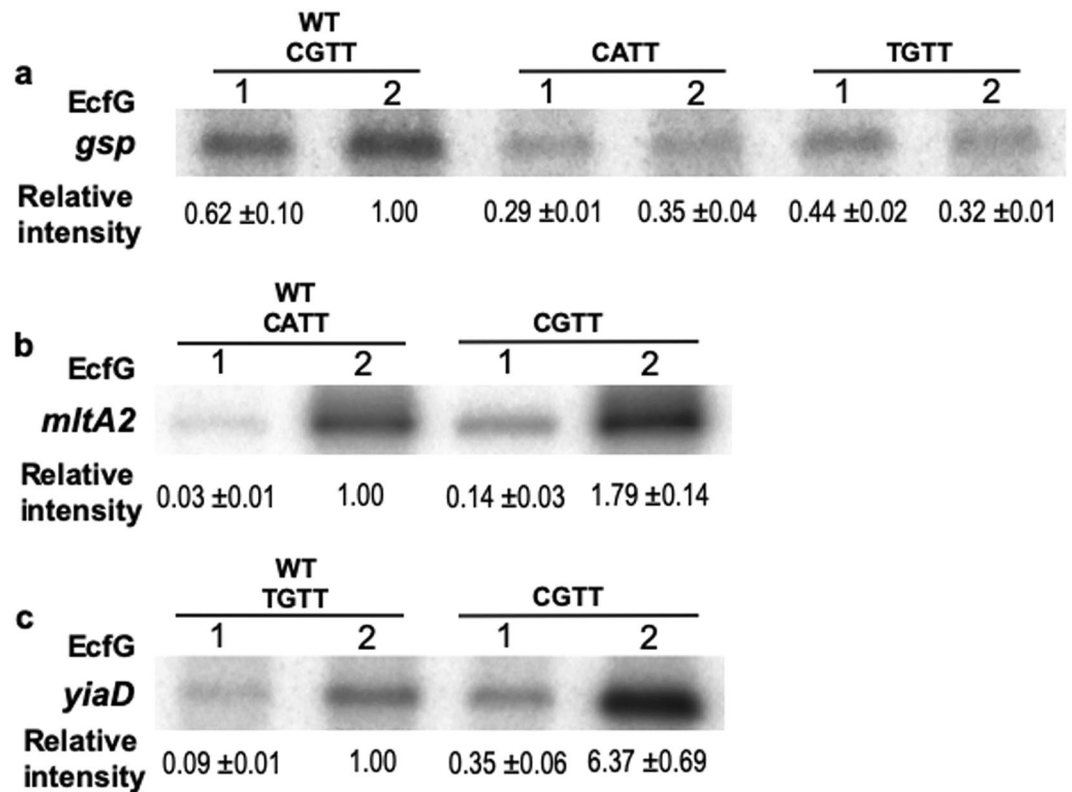 a
WT
CGTT CATT TGTT
EcfG 1 2 1 2 1 2
gsp
Relative intensity 0.62 ±0.10 1.00 0.29 ±0.01 0.35 ±0.04 0.44 ±0.02 0.32 ±0.01
b
WT
CATT CGTT
EcfG 1 2 1 2
mltA2
Relative intensity 0.03 ±0.01 1.00 0.14 ±0.03 1.79 ±0.14
c
WT
TGTT CGTT
EcfG 1 2 1 2
yiaD
Relative intensity 0.09 ±0.01 1.00 0.35 ±0.06 6.37 ±0.69